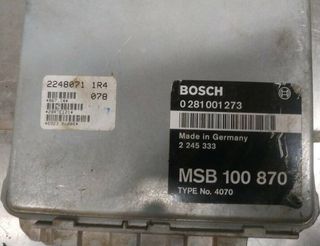 2248071 1R4
078
BOSCH
0 281 001 273
Made in Germany
2 245 333
MSB 100 870
TYPE No. 4070